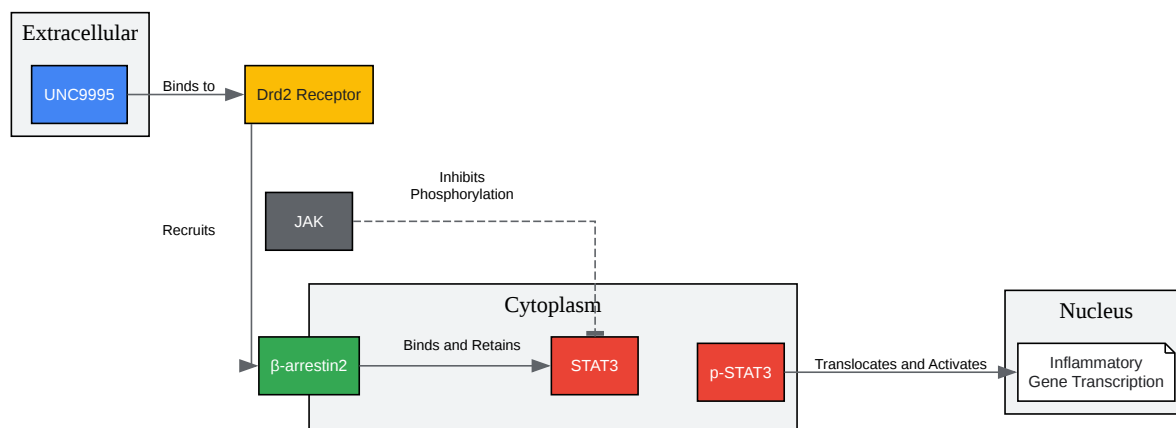 Extracellular
UNC9995
Binds to
Drd2 Receptor
Inhibits
Phosphorylation
JAK
Recruits
Cytoplasm
Nucleus
β-arrestin2
Binds and Retains
STAT3
p-STAT3
Translocates and Activates
Inflammatory
Gene Transcription